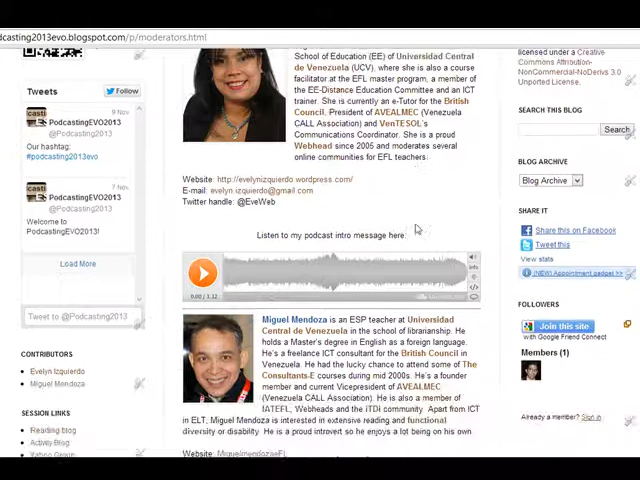 dcasting2013evo.blogspot.com/p/moderators.html
School of Education (EE) of Universidad Central
de Venezuela (UCV), where she is also a course
facilitator at the EFL master program, a member of
the EE-Distance Education Committee and an ICT
trainer. She is currently an e-Tutor for the British
Council, President of AVEALMEC (Venezuela
CALL Association) and VenTESOL's
Communications Coordinator. She is a proud
Webhead since 2005 and moderates several
online communities for EFL teachers.
Website: http://evelynizquierdo.wordpress.com/
E-mail: evelyn.izquierdo@gmail.com
Twitter handle: @EveWeb
Listen to my podcast intro message here:
0.00 / 1.12
Miguel Mendoza is an ESP teacher at Universidad
Central de Venezuela in the school of librarianship. He
holds a Master's degree in English as a foreign language.
He's a freelance ICT consultant for the British Council in
Venezuela. He had the lucky chance to attend some of The
Consultants-E courses during mid 2000s. He's a founder
member and current Vicepresident of AVEALMEC
(Venezuela CALL Association). He is also a member of
IATEFL, Webheads and the iTDi community. Apart from ICT
in ELT, Miguel Mendoza is interested in extensive reading and functional
diversity or disability. He is a proud introvert so he enjoys a lot being on his own.
Website: MiguelmendozaeFL
Tweets
Follow
casti
PodcastingEVO2013
9 Nov
@PodcastingEVO2013
Our hashtag:
#podcasting2013evo
casti
PodcastingEVO2013
7 Nov
@PodcastingEVO2013
Welcome to
PodcastingEVO2013!
Load More
Tweet to @Podcasting2013
CONTRIBUTORS
Evelyn Izquierdo
Miguel Mendoza
SESSION LINKS
Reading blog
Activity Blog
Yahoo Group
licensed under a Creative
Commons Attribution-
NonCommercial-NoDerivs 3.0
Unported License.
SEARCH THIS BLOG
Search
BLOG ARCHIVE
Blog Archive
SHARE IT
Share this on Facebook
Tweet this
View stats
(NEW) Appointment gadget >>
FOLLOWERS
Join this site
with Google Friend Connect
Members (1)
Already a member? Sign in